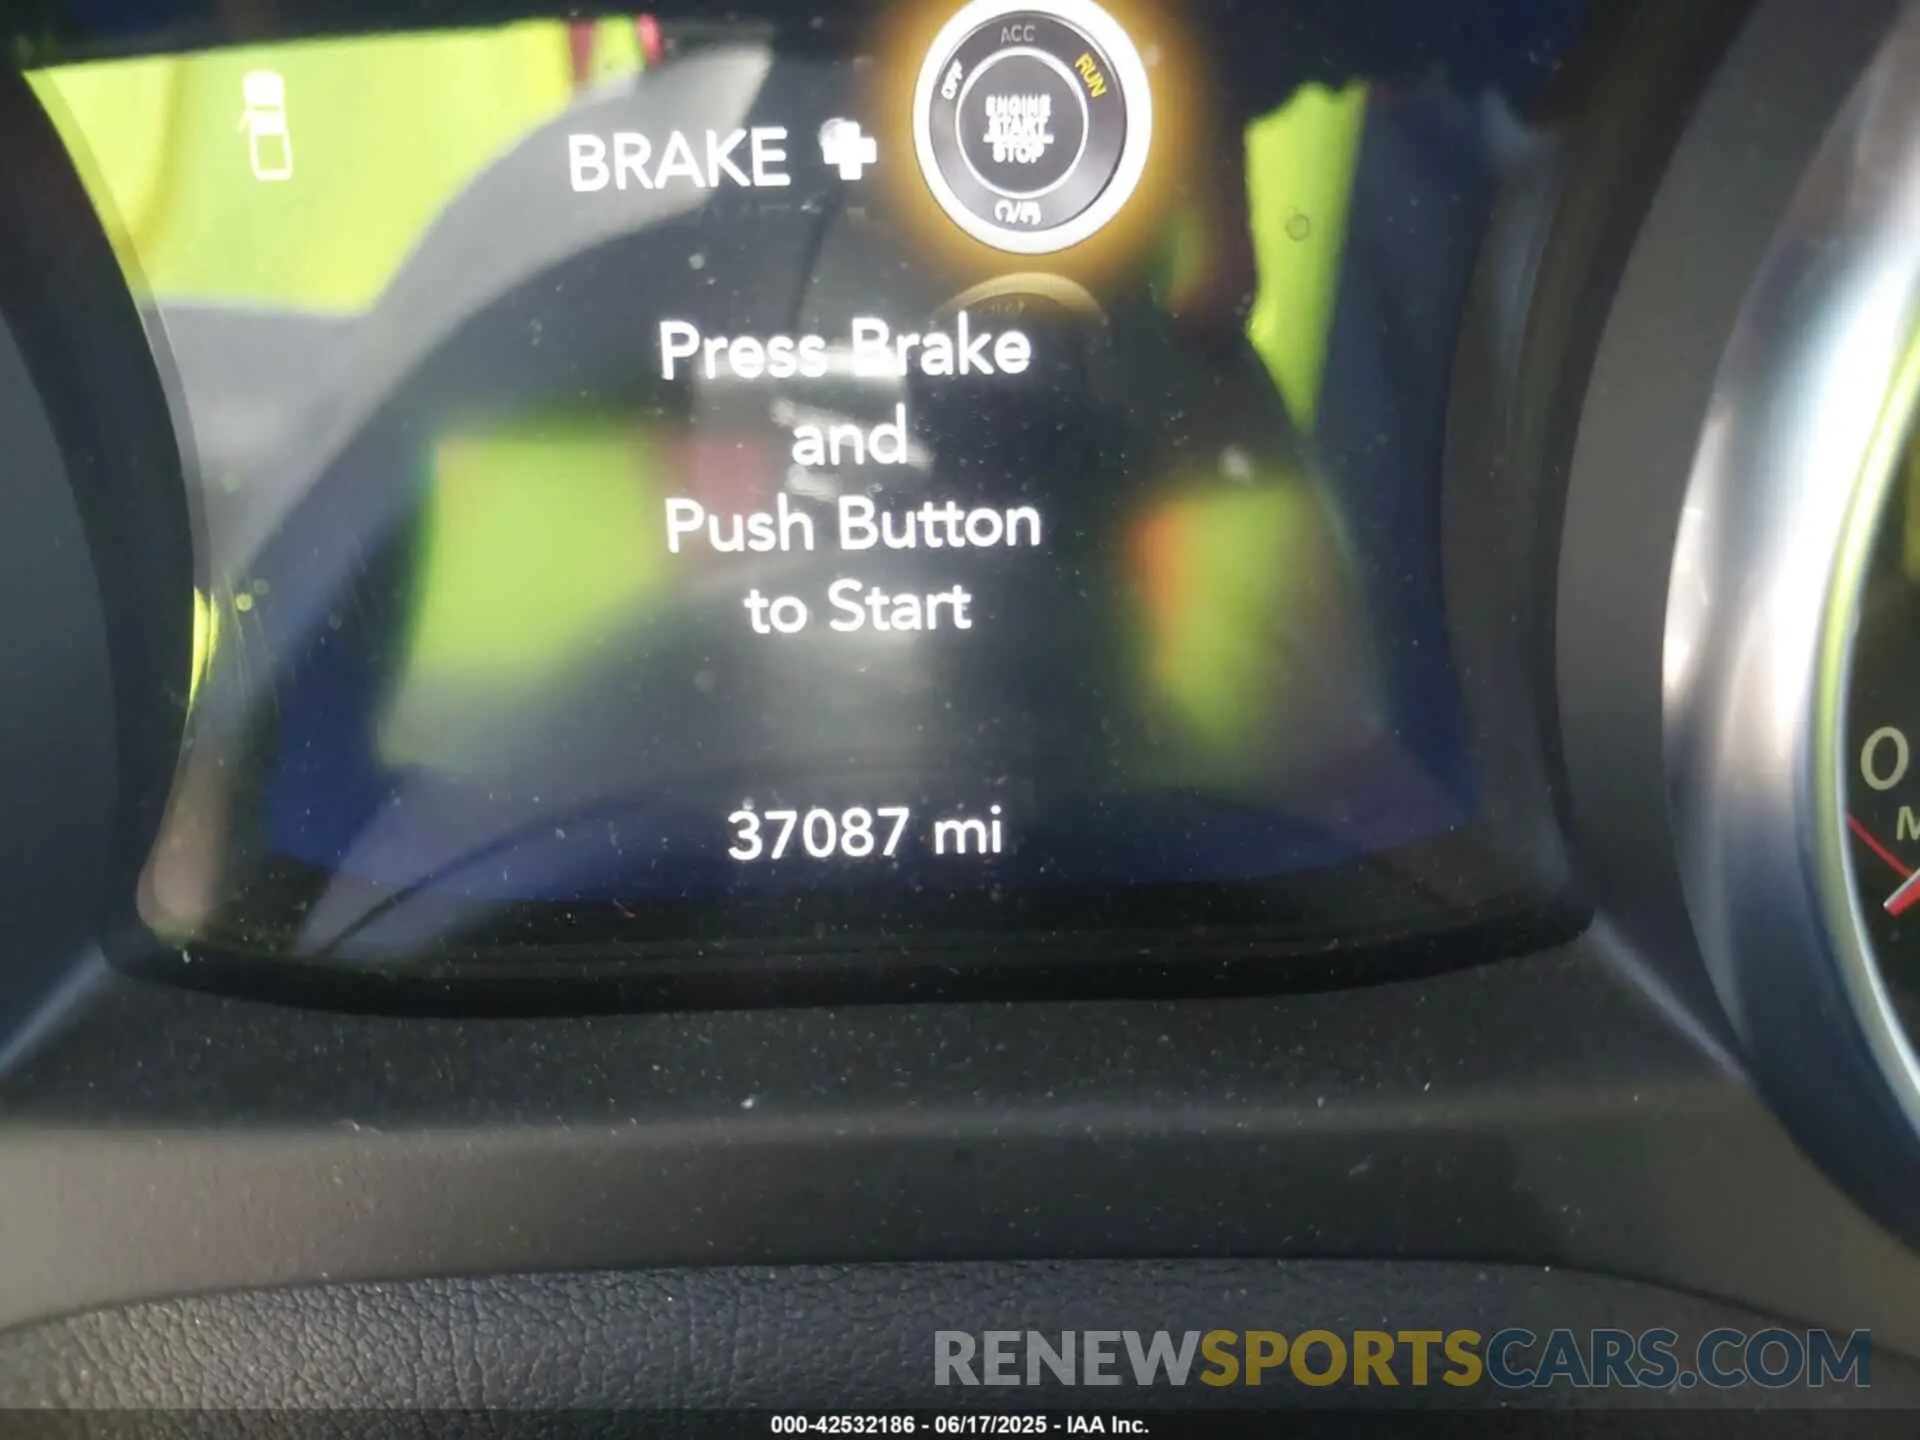 ACC
OFF
RUN
ENGINE
START
STOP
BRAKE +
Press Brake
and
Push Button
to Start
37087 mi
0
RENEWSPORTSCARS.COM
000-42532186 - 06/17/2025 - IAA Inc.